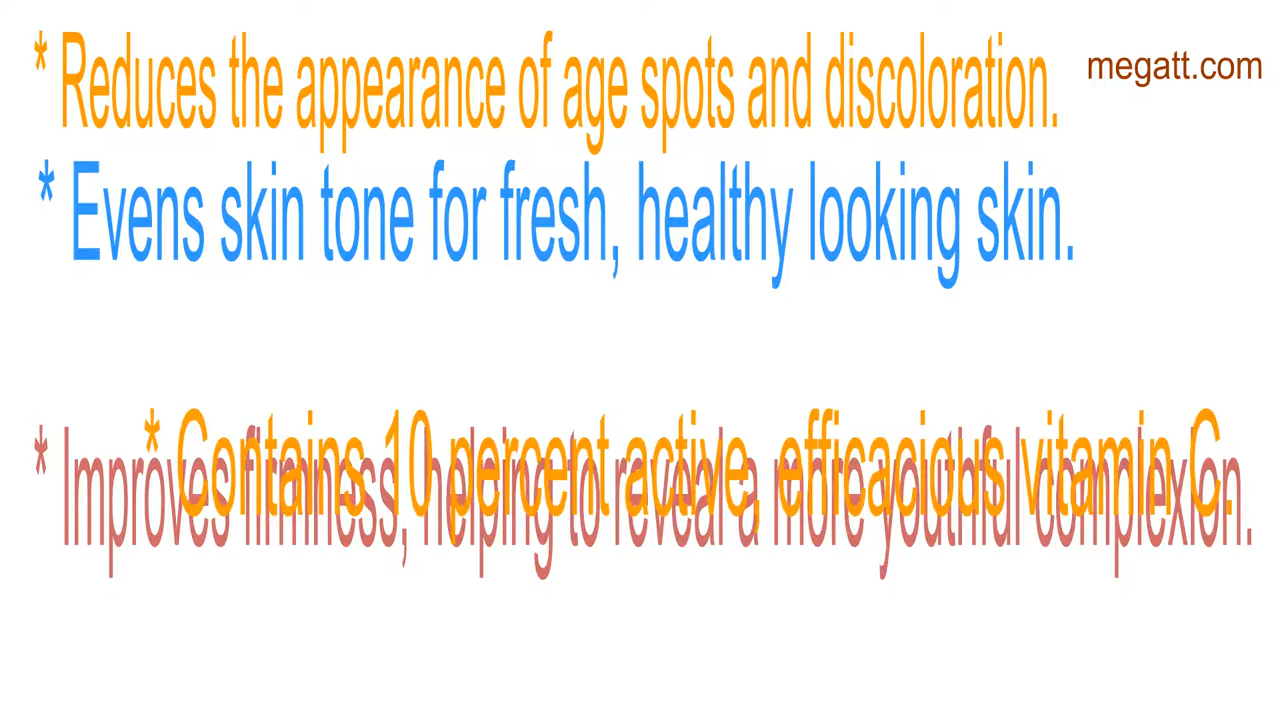 * Reduces the appearance of age spots and discoloration.
megatt.com
* Evens skin tone for fresh, healthy looking skin.
* Contains 10 percent active, efficacious vitamin C.
* Improves firmness, helping to reveal a more youthful complexion.